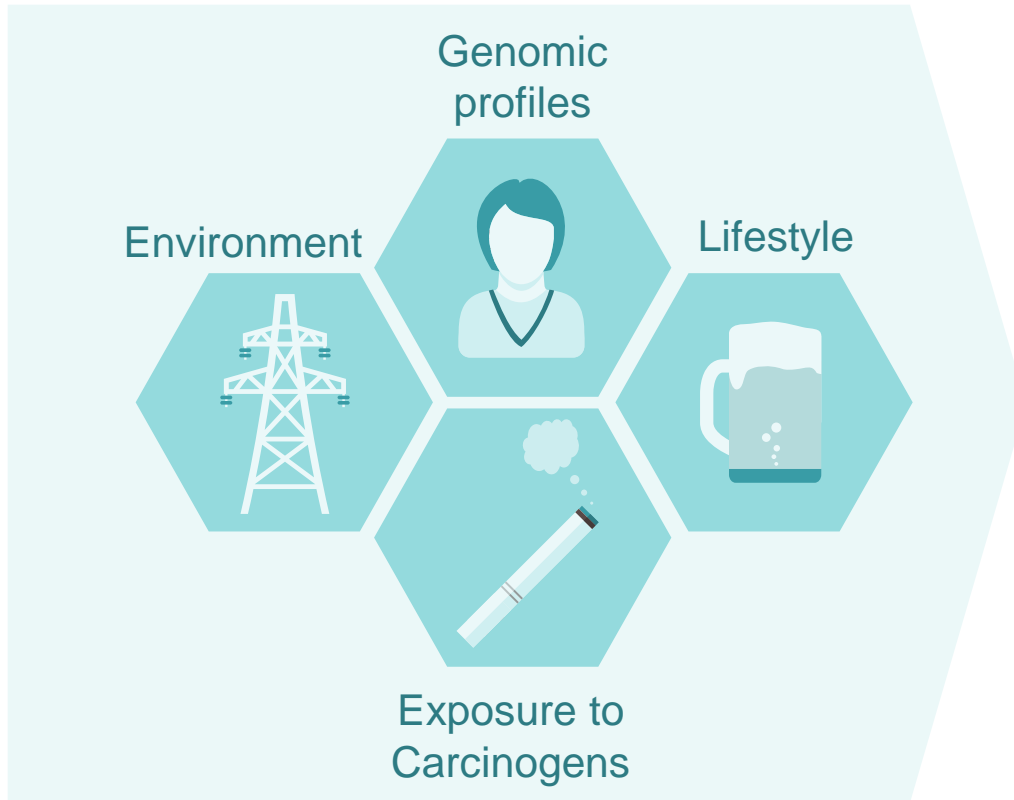 Genomic
profiles
Environment
Lifestyle
Exposure to
Carcinogens